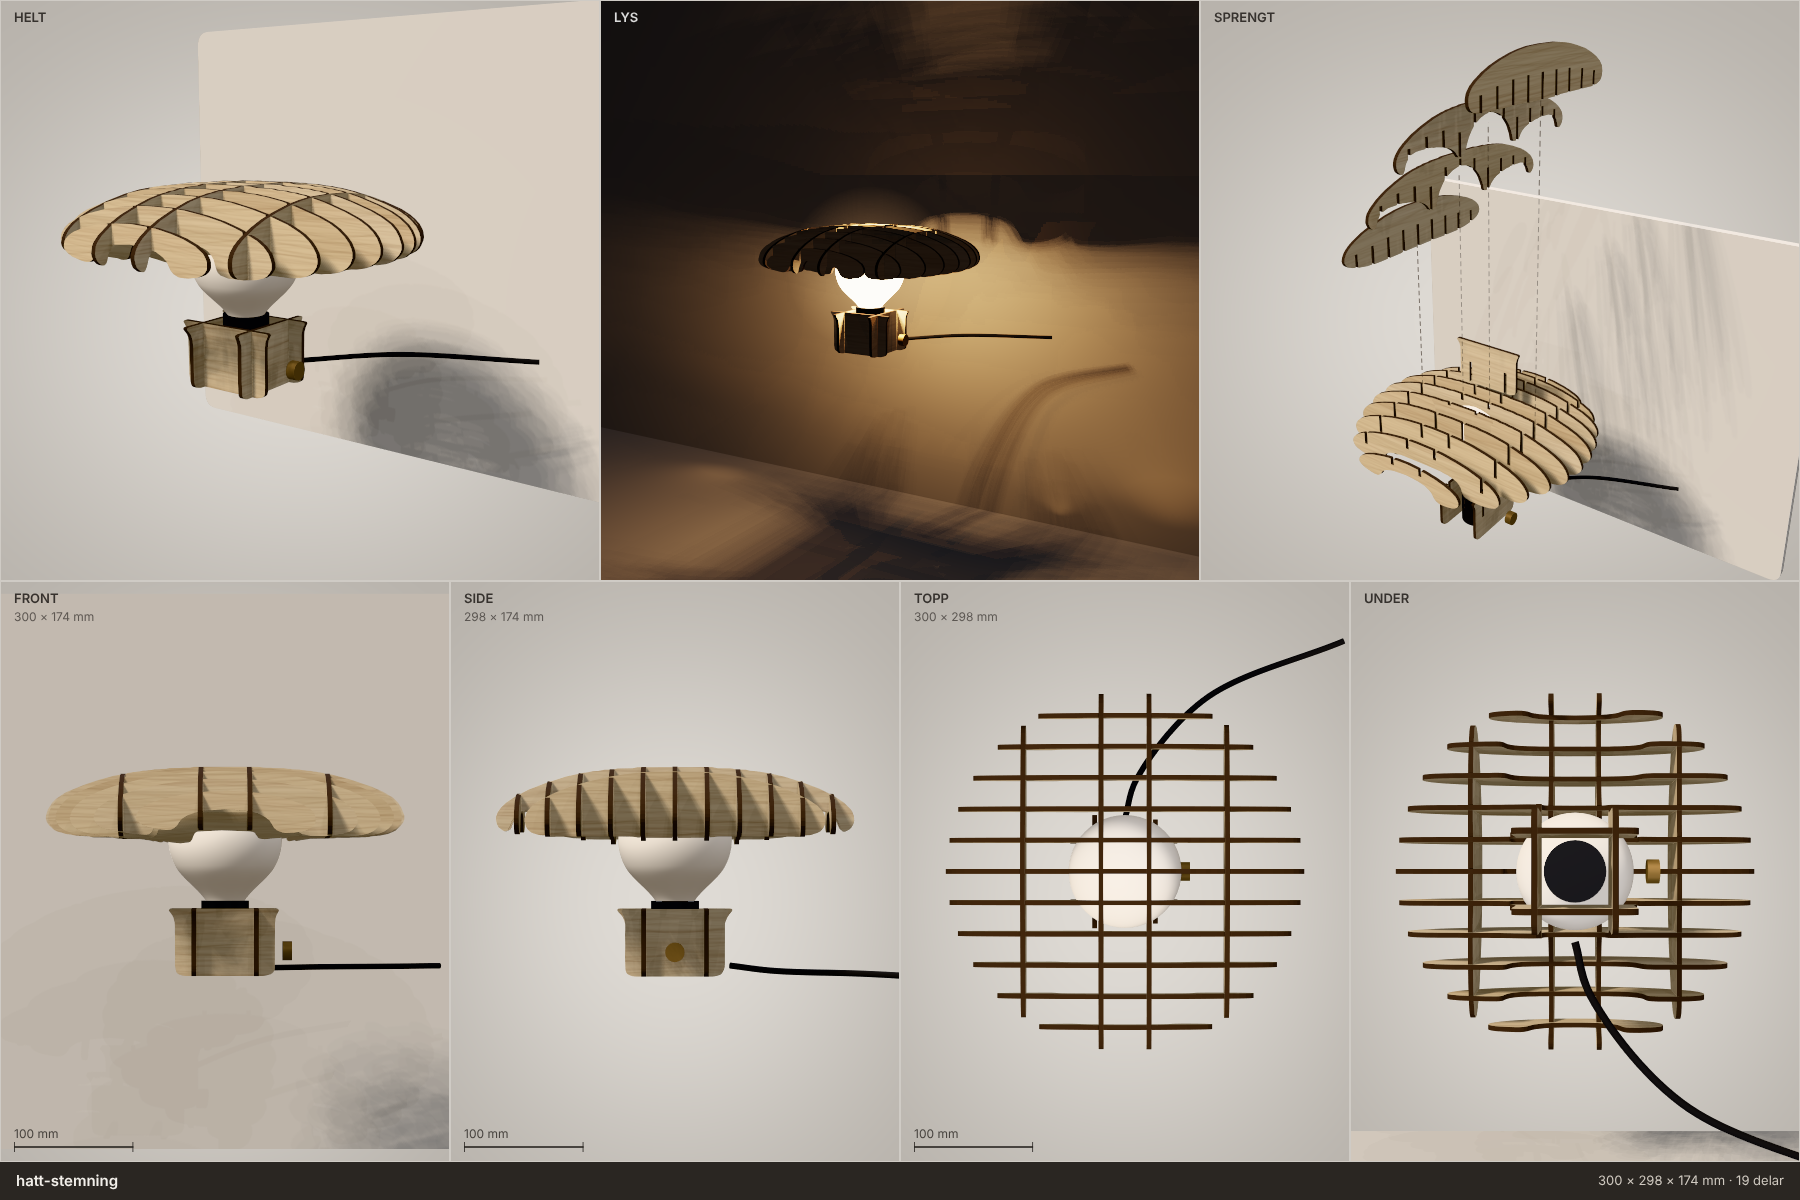 HELT
LYS
SPRENGT
FRONT
300 × 174 mm
SIDE
298 × 174 mm
TOPP
300 × 298 mm
UNDER
100 mm
100 mm
100 mm
hatt-stemning
300 × 298 × 174 mm · 19 delar